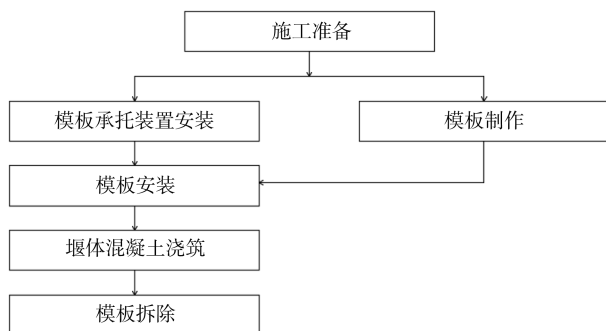 施工准备
模板承托装置安装
模板制作
模板安装
堰体混凝土浇筑
模板拆除